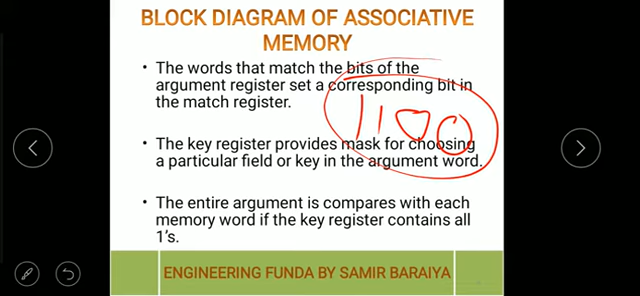 BLOCK DIAGRAM OF ASSOCIATIVE
MEMORY
• The words that match the bits of the
argument register set a corresponding bit in
the match register.
1100
• The key register provides mask for choosing
a particular field or key in the argument word.
• The entire argument is compares with each
memory word if the key register contains all
1's.
ENGINEERING FUNDA BY SAMIR BARAIYA